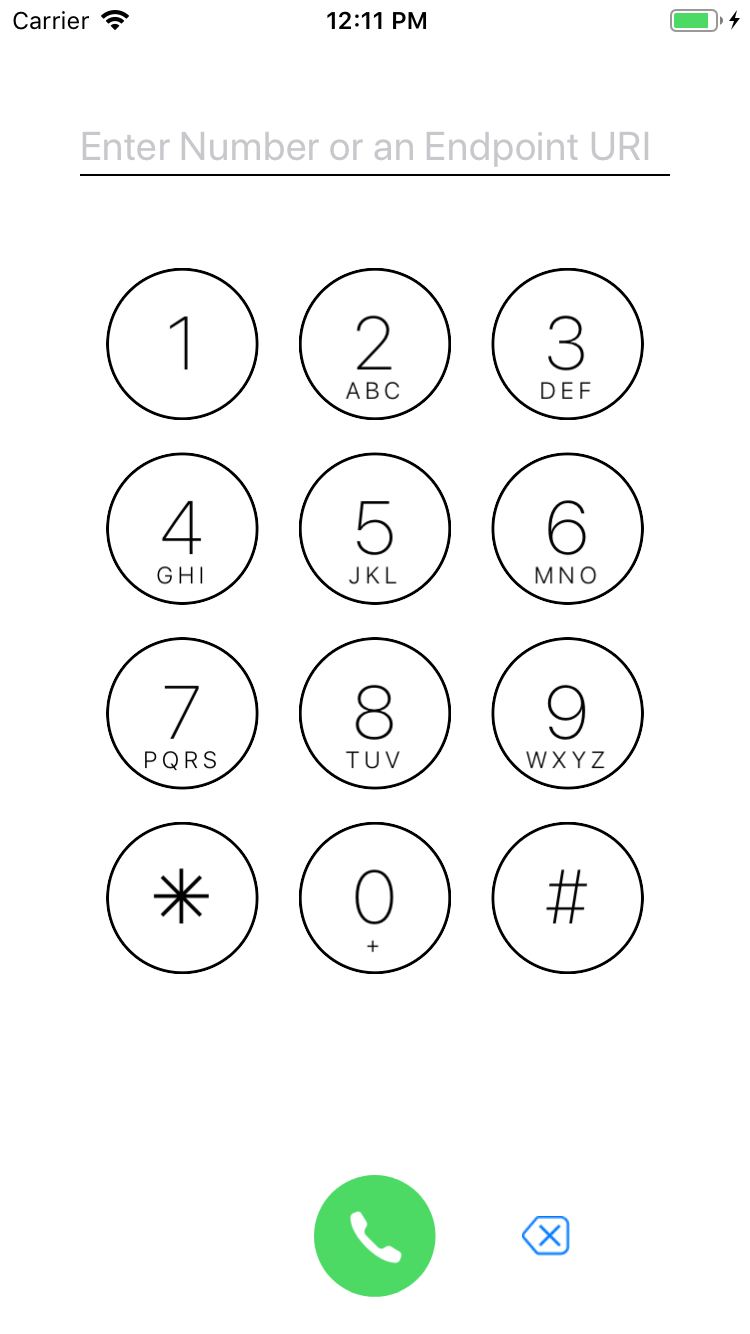 Carrier 12:11 PM
Enter Number or an Endpoint URI
1 2 3
ABC DEF
4 5 6
GHI JKL MNO
7 8 9
PQRS TUV WXYZ
* 0 #
+